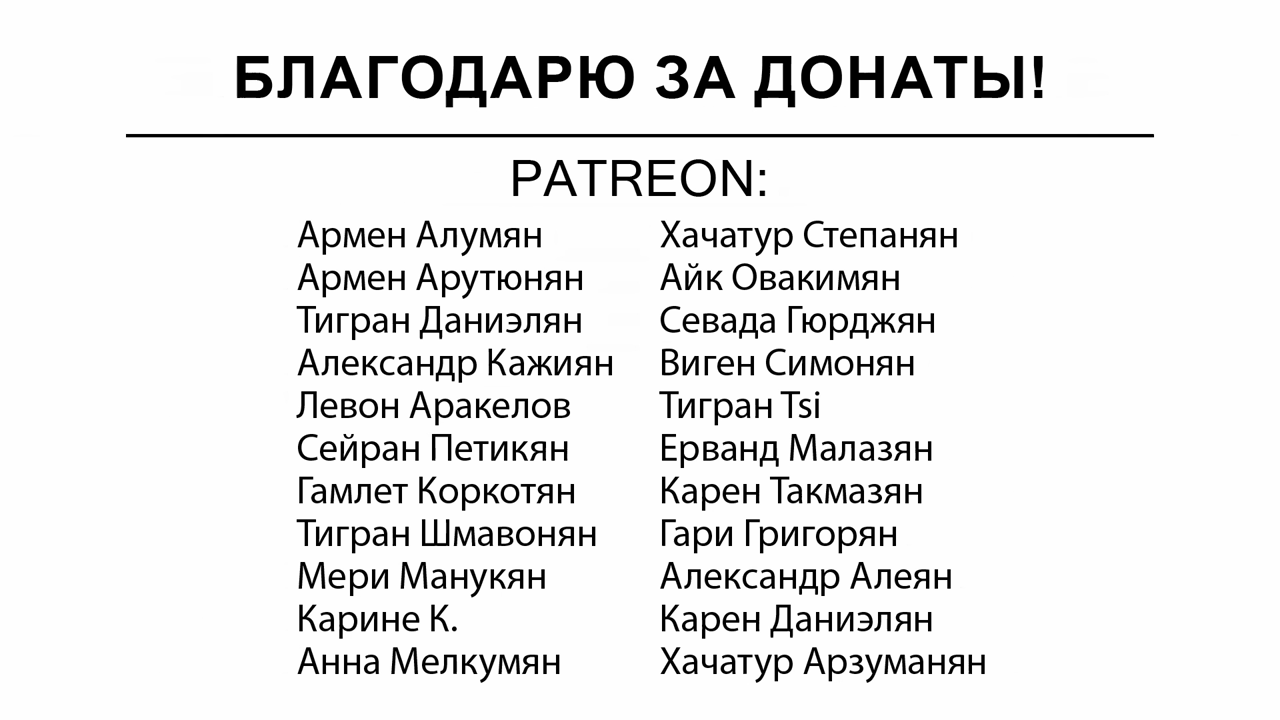 БЛАГОДАРЮ ЗА ДОНАТЫ!
PATREON:
Армен Алумян
Армен Арутюнян
Тигран Даниэлян
Александр Кажиян
Левон Аракелов
Сейран Петикян
Гамлет Коркотян
Тигран Шмавонян
Мери Манукян
Карине К.
Анна Мелкумян
Хачатур Степанян
Айк Овакимян
Севада Гюрджян
Виген Симонян
Тигран Tsi
Ерванд Малазян
Карен Такмазян
Гари Григорян
Александр Алеян
Карен Даниэлян
Хачатур Арзуманян